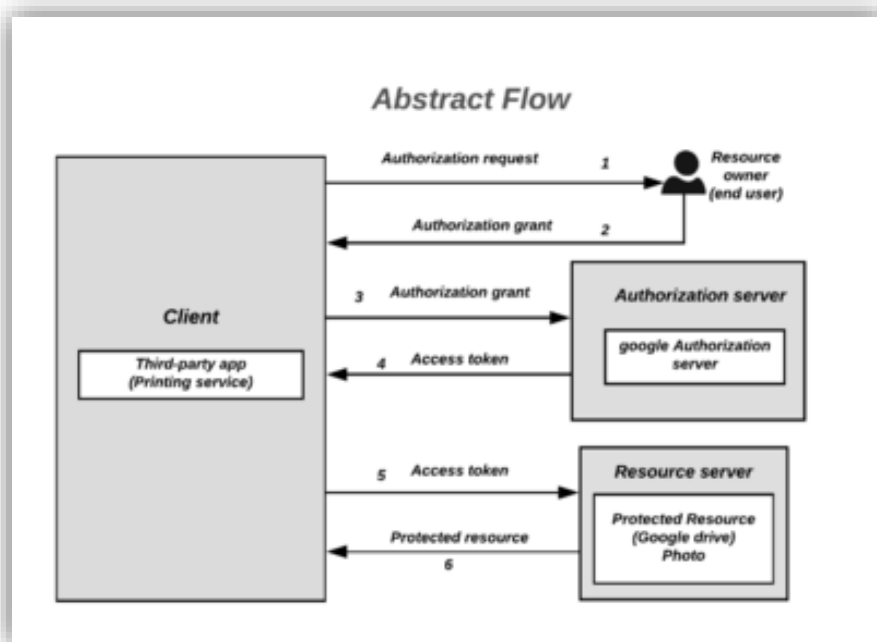 Abstract Flow
Authorization request 1
Resource
owner
(end user)
Authorization grant 2
3 Authorization grant
Authorization server
Client
google Authorization
server
4 Access token
Third-party app
(Printing service)
5 Access token
Resource server
Protected Resource
(Google drive)
Photo
Protected resource
6